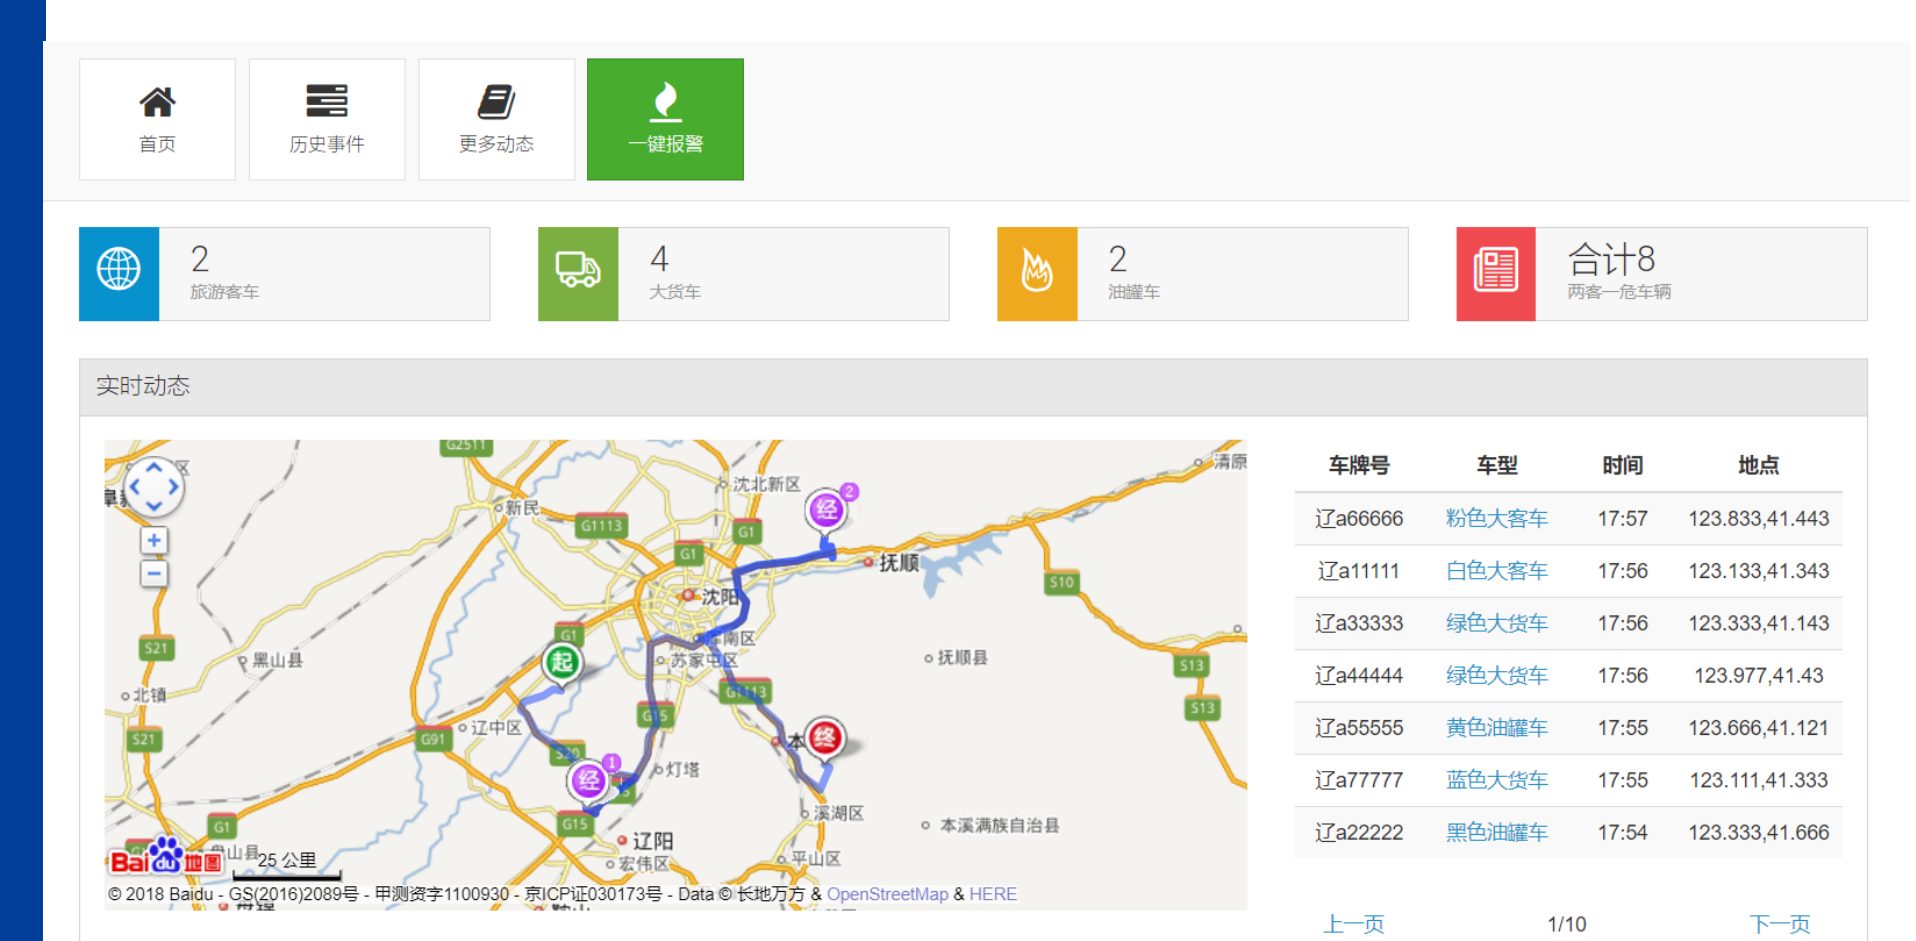 首页
历史事件
更多动态
一键报警
2
旅游客车
4
大货车
2
油罐车
合计8
两客一危车辆
实时动态
G2511
清原
沈北新区
2
经
新民
G1113
G1
G1
抚顺
S10
沈阳
G1
浑南区
S21
黑山县
起
苏家屯区
抚顺县
S13
北镇
G1113
S13
G15
辽中区
S21
G91
终
本
S20
1
经
灯塔
G1
G15
溪湖区
本溪满族自治县
辽阳
宏伟区
平山区
Bai du 地图
25 公里
© 2018 Baidu - GS(2016)2089号 - 甲测资字1100930 - 京ICP证030173号 - Data © 长地万方 & OpenStreetMap & HERE
车牌号 车型 时间 地点
辽a66666 粉色大客车 17:57 123.833,41.443
辽a11111 白色大客车 17:56 123.133,41.343
辽a33333 绿色大货车 17:56 123.333,41.143
辽a44444 绿色大货车 17:56 123.977,41.43
辽a55555 黄色油罐车 17:55 123.666,41.121
辽a77777 蓝色大货车 17:55 123.111,41.333
辽a22222 黑色油罐车 17:54 123.333,41.666
上一页 1/10 下一页